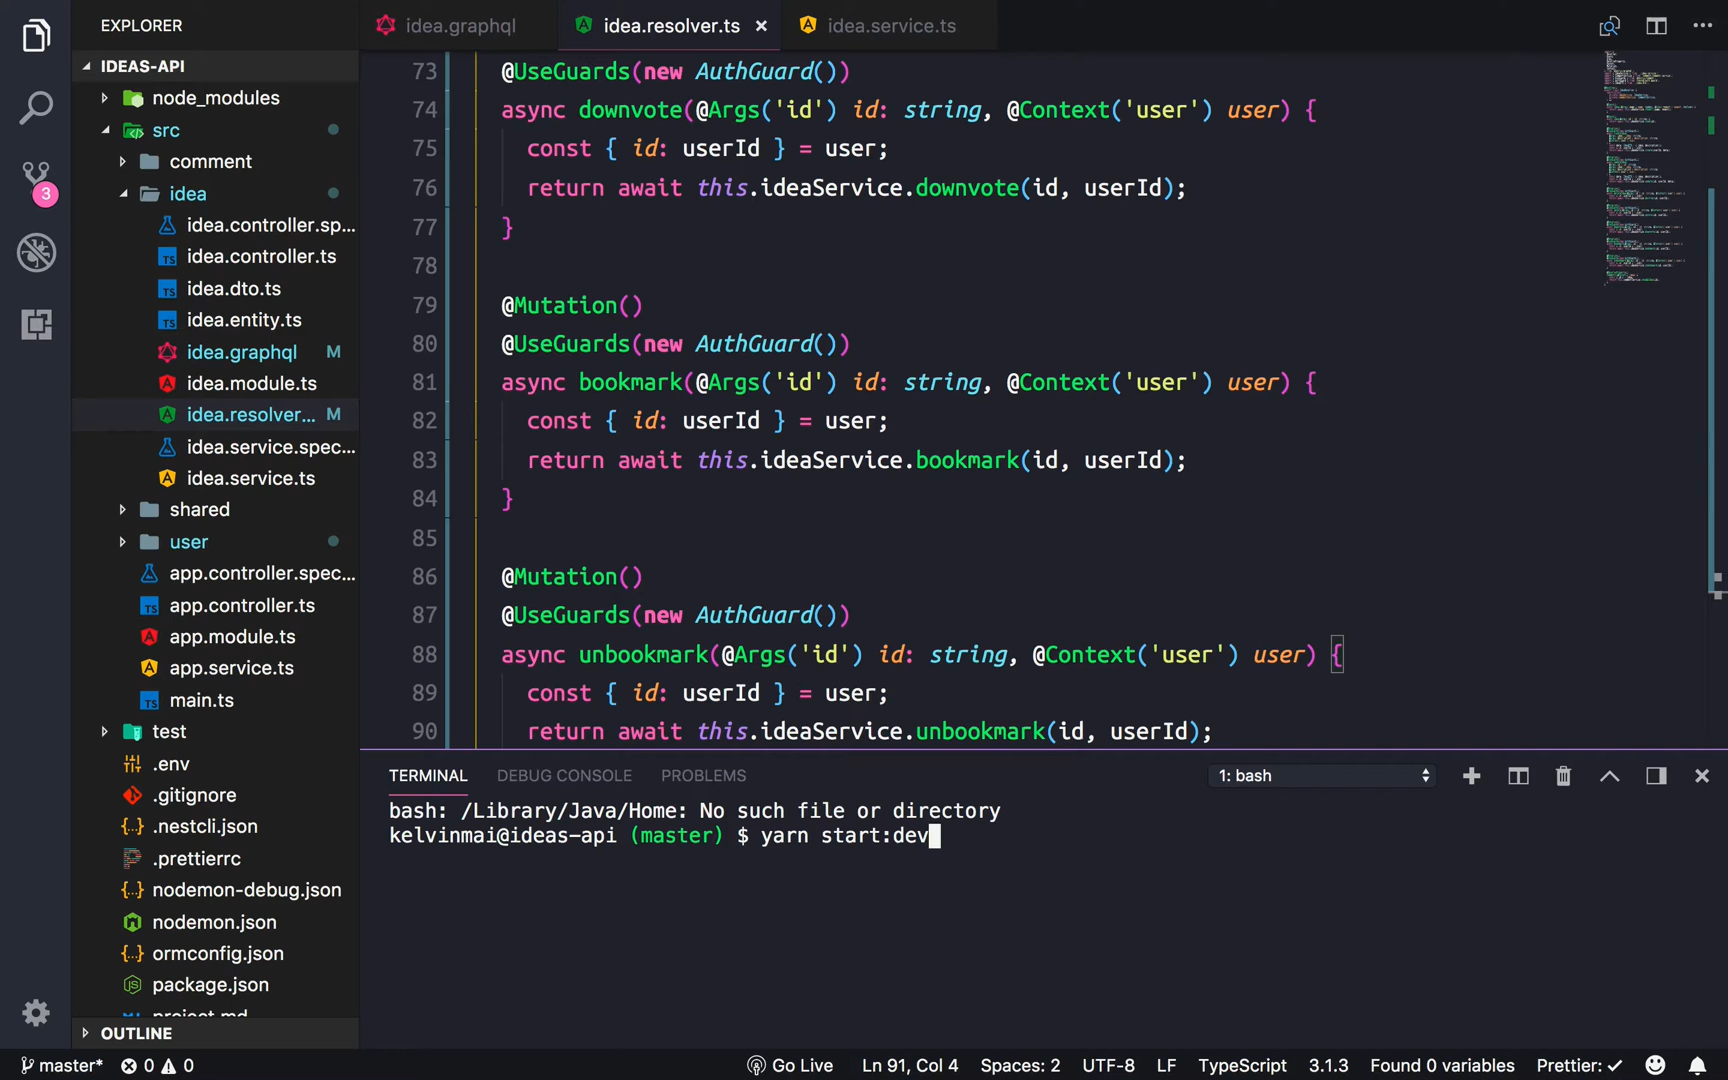 EXPLORER
IDEAS-API
node_modules
src
comment
idea
idea.controller.sp...
idea.controller.ts
idea.dto.ts
idea.entity.ts
idea.graphql M
idea.module.ts
idea.resolver... M
idea.service.spec...
idea.service.ts
shared
user
app.controller.spec...
app.controller.ts
app.module.ts
app.service.ts
main.ts
test
.env
.gitignore
.nestcli.json
.prettierrc
nodemon-debug.json
nodemon.json
ormconfig.json
package.json
project.md
OUTLINE
3
idea.graphql idea.resolver.ts idea.service.ts
73 @UseGuards(new AuthGuard())
74 async downvote(@Args('id') id: string, @Context('user') user) {
75 const { id: userId } = user;
76 return await this.ideaService.downvote(id, userId);
77 }
78
79 @Mutation()
80 @UseGuards(new AuthGuard())
81 async bookmark(@Args('id') id: string, @Context('user') user) {
82 const { id: userId } = user;
83 return await this.ideaService.bookmark(id, userId);
84 }
85
86 @Mutation()
87 @UseGuards(new AuthGuard())
88 async unbookmark(@Args('id') id: string, @Context('user') user) {
89 const { id: userId } = user;
90 return await this.ideaService.unbookmark(id, userId);
TERMINAL DEBUG CONSOLE PROBLEMS 1: bash
bash: /Library/Java/Home: No such file or directory
kelvinmai@ideas-api (master) $ yarn start:dev
master* 0 0 Go Live Ln 91, Col 4 Spaces: 2 UTF-8 LF TypeScript 3.1.3 Found 0 variables Prettier: ✓